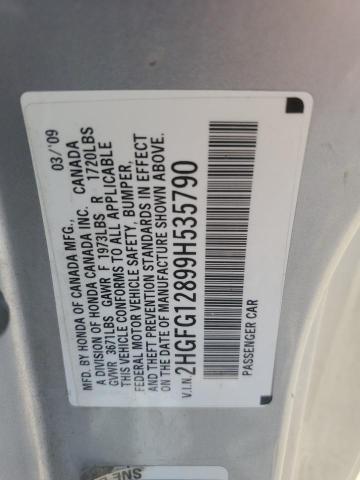 MFD. BY HONDA OF CANADA MFG., CANADA 03/'09
A DIVISION OF HONDA CANADA INC.
GVWR 3671LBS GAWR F 1973LBS R 1720LBS
THIS VEHICLE CONFORMS TO ALL APPLICABLE
FEDERAL MOTOR VEHICLE SAFETY, BUMPER,
AND THEFT PREVENTION STANDARDS IN EFFECT
ON THE DATE OF MANUFACTURE SHOWN ABOVE.
V.I.N. 2HGFG12899H535790
PASSENGER CAR